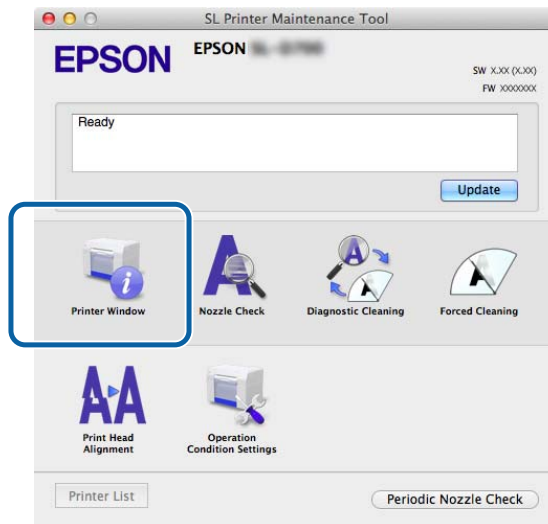 SL Printer Maintenance Tool
EPSON
EPSON
SW X.XX (X.XX)
FW XXXXXXX
Ready
Update
Printer Window
Nozzle Check
Diagnostic Cleaning
Forced Cleaning
Print Head
Alignment
Operation
Condition Settings
Printer List
Periodic Nozzle Check